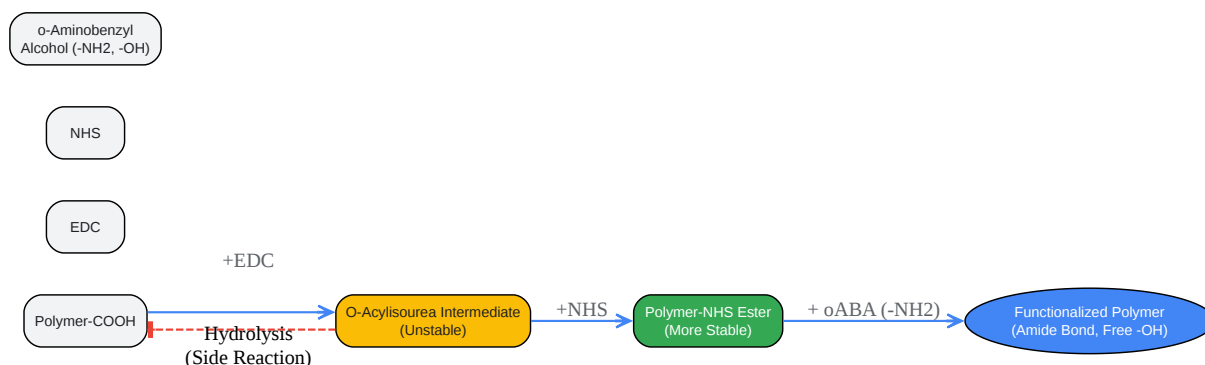 o-Aminobenzyl
Alcohol (-NH2, -OH)
NHS
EDC
+EDC
Polymer-COOH
Hydrolysis
(Side Reaction)
O-Acylisourea Intermediate
(Unstable)
+NHS
Polymer-NHS Ester
(More Stable)
+ oABA (-NH2)
Functionalized Polymer
(Amide Bond, Free -OH)